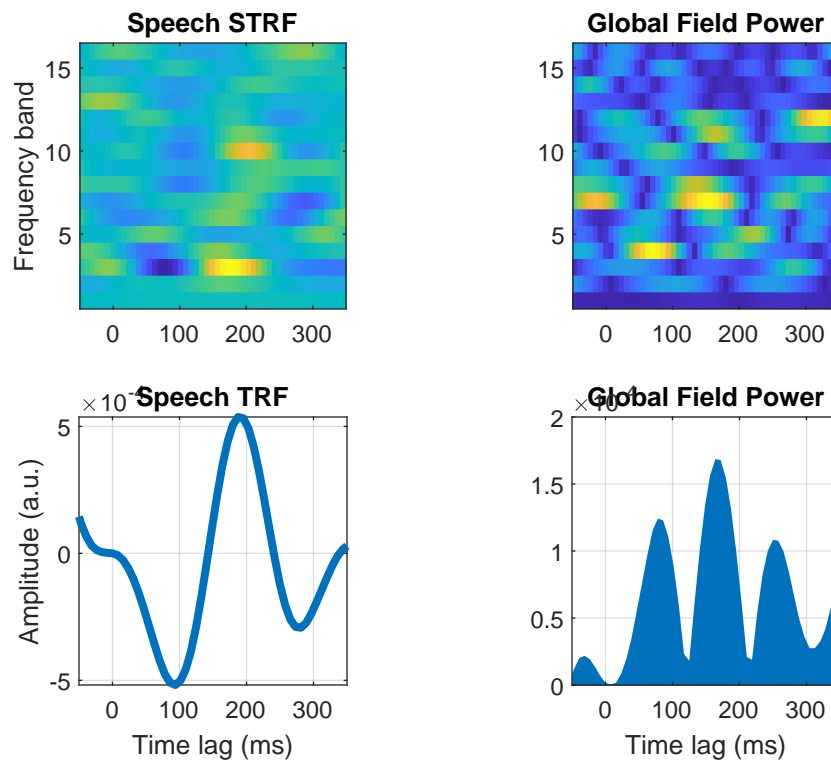 Speech STRF
15
10
5
Frequency band
0 100 200 300
Global Field Power
15
10
5
0 100 200 300
× 10-4
Speech TRF
5
0
-5
Amplitude (a.u.)
0 100 200 300
Time lag (ms)
Global Field Power
2
1.5
1
0.5
0
0 100 200 300
Time lag (ms)